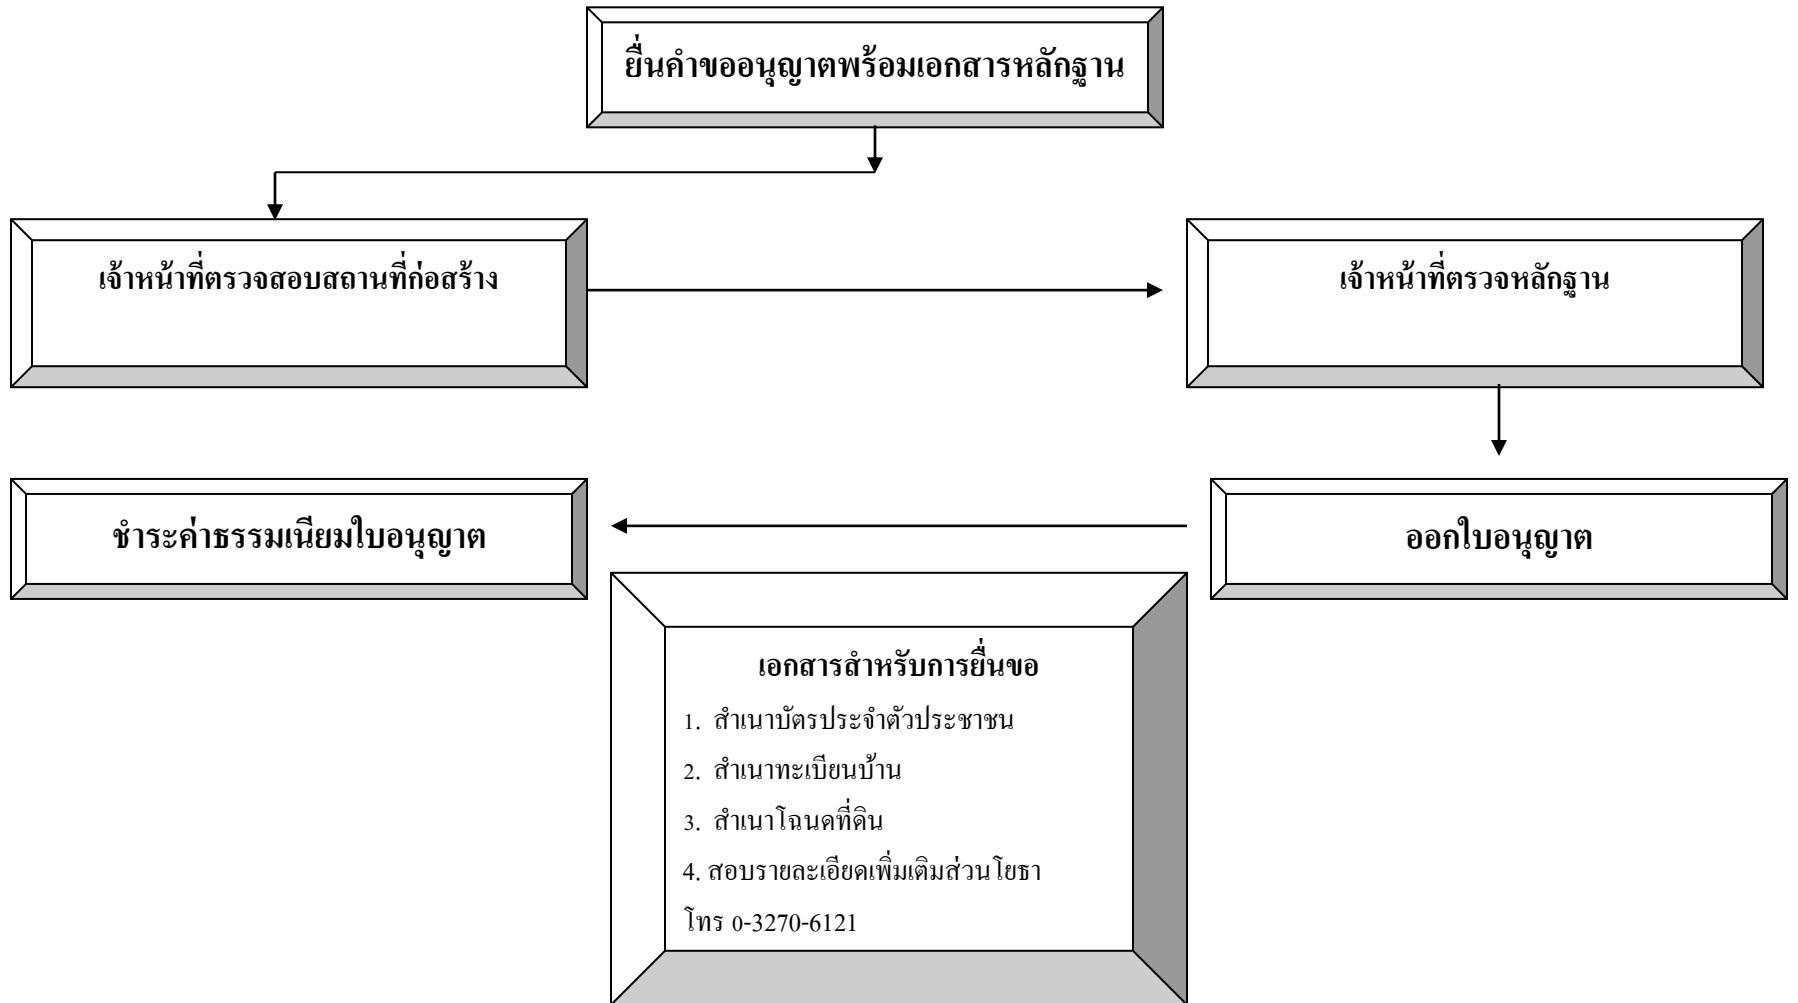 ยื่นคำขออนุญาตพร้อมเอกสารหลักฐาน
เจ้าหน้าที่ตรวจสอบสถานที่ก่อสร้าง
เจ้าหน้าที่ตรวจหลักฐาน
ชำระค่าธรรมเนียมใบอนุญาต
ออกใบอนุญาต
เอกสารสำหรับการยื่นขอ
1. สำเนาบัตรประจำตัวประชาชน
2. สำเนาทะเบียนบ้าน
3. สำเนาโฉนดที่ดิน
4. สอบรายละเอียดเพิ่มเติมส่วนโยธา
โทร 0-3270-6121